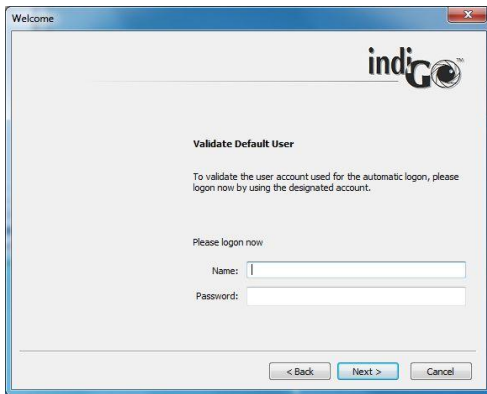 Welcome
indiGo™
Validate Default User
To validate the user account used for the automatic logon, please
logon now by using the designated account.
Please logon now
Name:
Password:
< Back Next > Cancel